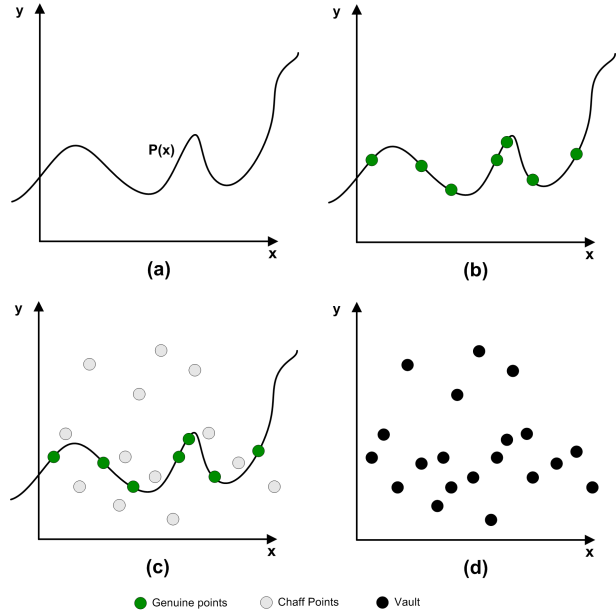 y
P(x)
x
(a)
y
x
(b)
y
x
(c)
y
x
(d)
Genuine points
Chaff Points
Vault